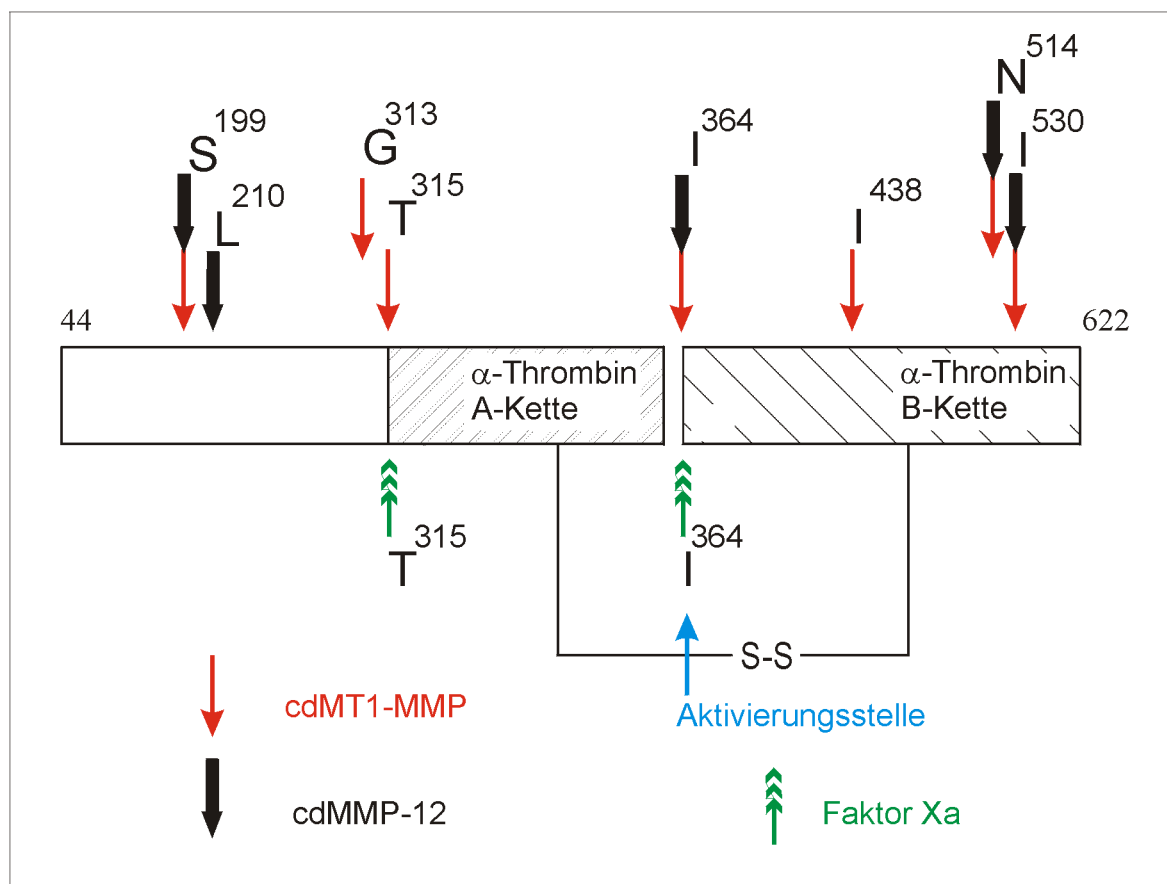 N514
S199
G313
I364
I530
L210
T315
I438
44
622
α-Thrombin
A-Kette
α-Thrombin
B-Kette
T315
I364
S-S
cdMT1-MMP
Aktivierungsstelle
cdMMP-12
Faktor Xa